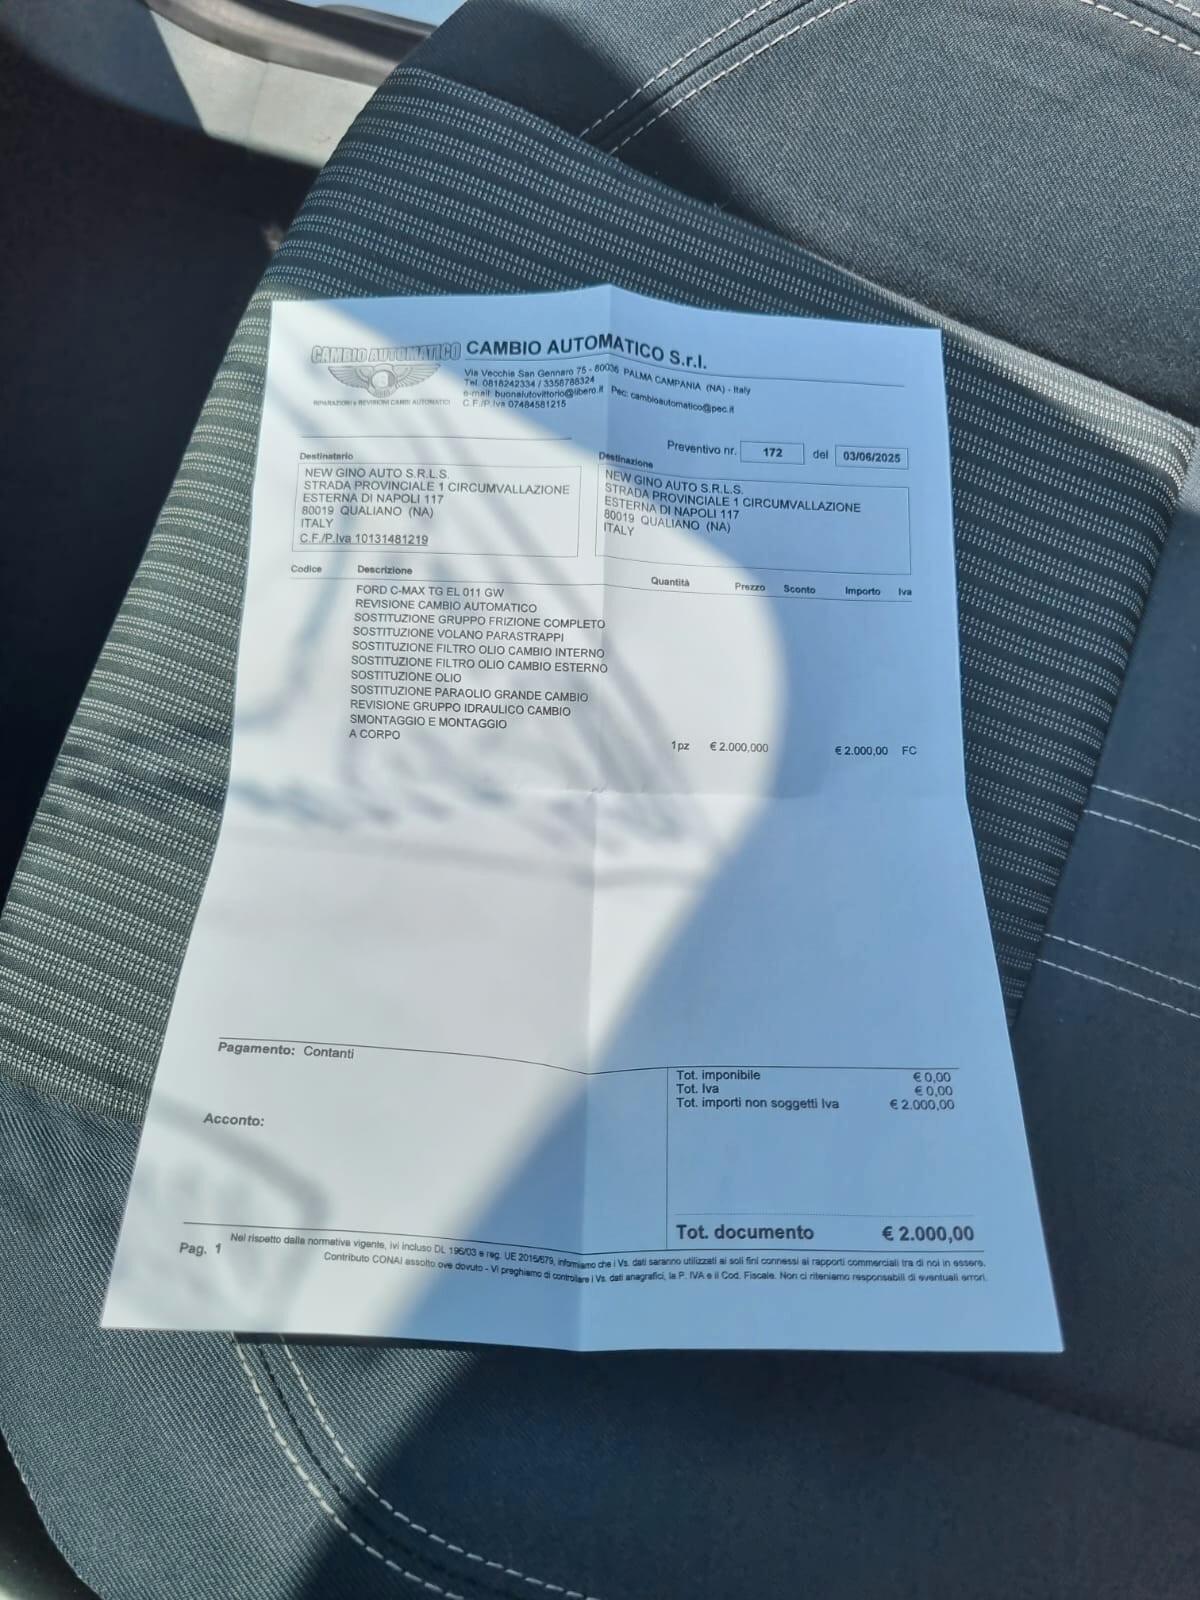 CAMBIO AUTOMATICO
RIPARAZIONI e REVISIONI CAMBI AUTOMATICI
CAMBIO AUTOMATICO S.r.l.
Via Vecchia San Gennaro 75 - 80036 PALMA CAMPANIA (NA) - Italy
Tel. 0818242334 / 3358788324
e-mail: buonaiutovittorio@libero.it Pec: cambioautomatico@pec.it
C.F./P.Iva 07484581215
Preventivo nr. 172 del 03/06/2025
Destinatario
NEW GINO AUTO S.R.L.S.
STRADA PROVINCIALE 1 CIRCUMVALLAZIONE
ESTERNA DI NAPOLI 117
80019 QUALIANO (NA)
ITALY
C.F./P.Iva 10131481219
Destinazione
NEW GINO AUTO S.R.L.S.
STRADA PROVINCIALE 1 CIRCUMVALLAZIONE
ESTERNA DI NAPOLI 117
80019 QUALIANO (NA)
ITALY
Codice Descrizione Quantità Prezzo Sconto Importo Iva
FORD C-MAX TG EL 011 GW
REVISIONE CAMBIO AUTOMATICO
SOSTITUZIONE GRUPPO FRIZIONE COMPLETO
SOSTITUZIONE VOLANO PARASTRAPPI
SOSTITUZIONE FILTRO OLIO CAMBIO INTERNO
SOSTITUZIONE FILTRO OLIO CAMBIO ESTERNO
SOSTITUZIONE OLIO
SOSTITUZIONE PARAOLIO GRANDE CAMBIO
REVISIONE GRUPPO IDRAULICO CAMBIO
SMONTAGGIO E MONTAGGIO
A CORPO 1pz € 2.000,000 € 2.000,00 FC
Pagamento: Contanti
Acconto:
Tot. imponibile € 0,00
Tot. Iva € 0,00
Tot. importi non soggetti Iva € 2.000,00
Tot. documento € 2.000,00
Pag. 1
Nel rispetto della normativa vigente, ivi incluso DL 196/03 e reg. UE 2016/679, informiamo che i Vs. dati saranno utilizzati ai soli fini connessi ai rapporti commerciali tra di noi in essere.
Contributo CONAI assolto ove dovuto - Vi preghiamo di controllare i Vs. dati anagrafici, la P. IVA e il Cod. Fiscale. Non ci riteniamo responsabili di eventuali errori.